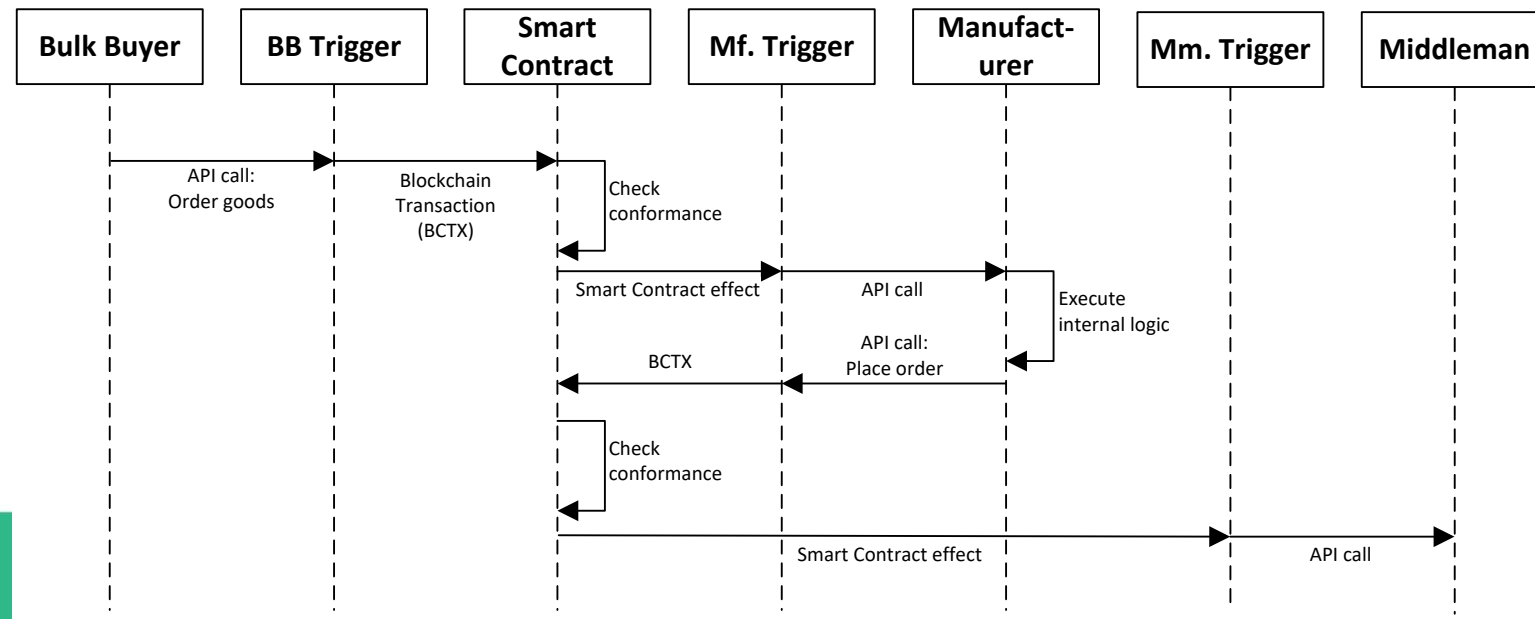 Bulk Buyer
BB Trigger
Smart
Contract
Mf. Trigger
Manufact-
urer
Mm. Trigger
Middleman
API call:
Order goods
Blockchain
Transaction
(BCTX)
Check
conformance
Smart Contract effect
API call
Execute
internal logic
API call:
Place order
BCTX
Check
conformance
Smart Contract effect
API call